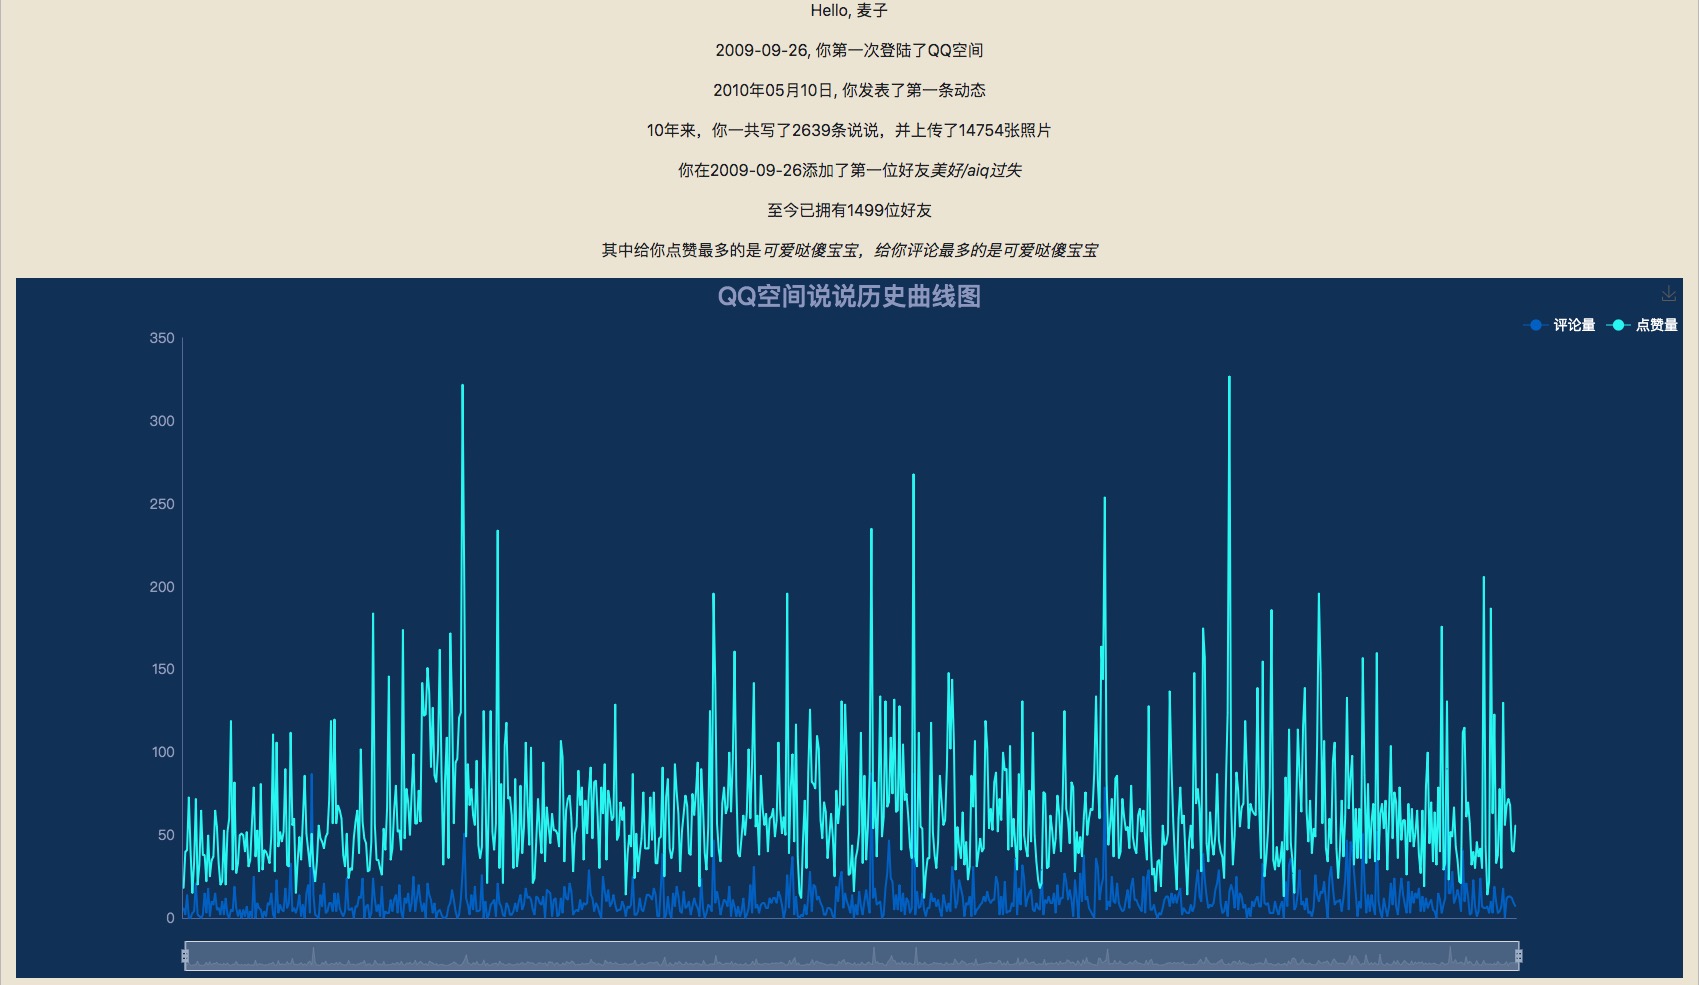 Hello, 麦子
2009-09-26, 你第一次登陆了QQ空间
2010年05月10日, 你发表了第一条动态
10年来，你一共写了2639条说说，并上传了14754张照片
你在2009-09-26添加了第一位好友美好/aiq过失
至今已拥有1499位好友
其中给你点赞最多的是可爱哒傻宝宝，给你评论最多的是可爱哒傻宝宝
QQ空间说说历史曲线图
评论量 点赞量
350
300
250
200
150
100
50
0